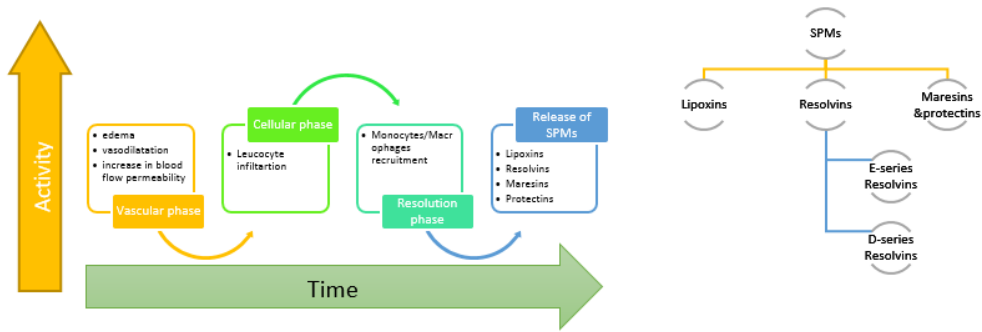 Activity
• edema
• vasodilatation
• increase in blood
flow permeability
Vascular phase
Cellular phase
• Leucocyte
infiltartion
• Monocytes/Macr
ophages
recruitment
Resolution
phase
Release of
SPMs
• Lipoxins
• Resolvins
• Maresins
• Protectins
Time
SPMs
Lipoxins
Resolvins
Maresins
&protectins
E-series
Resolvins
D-series
Resolvins